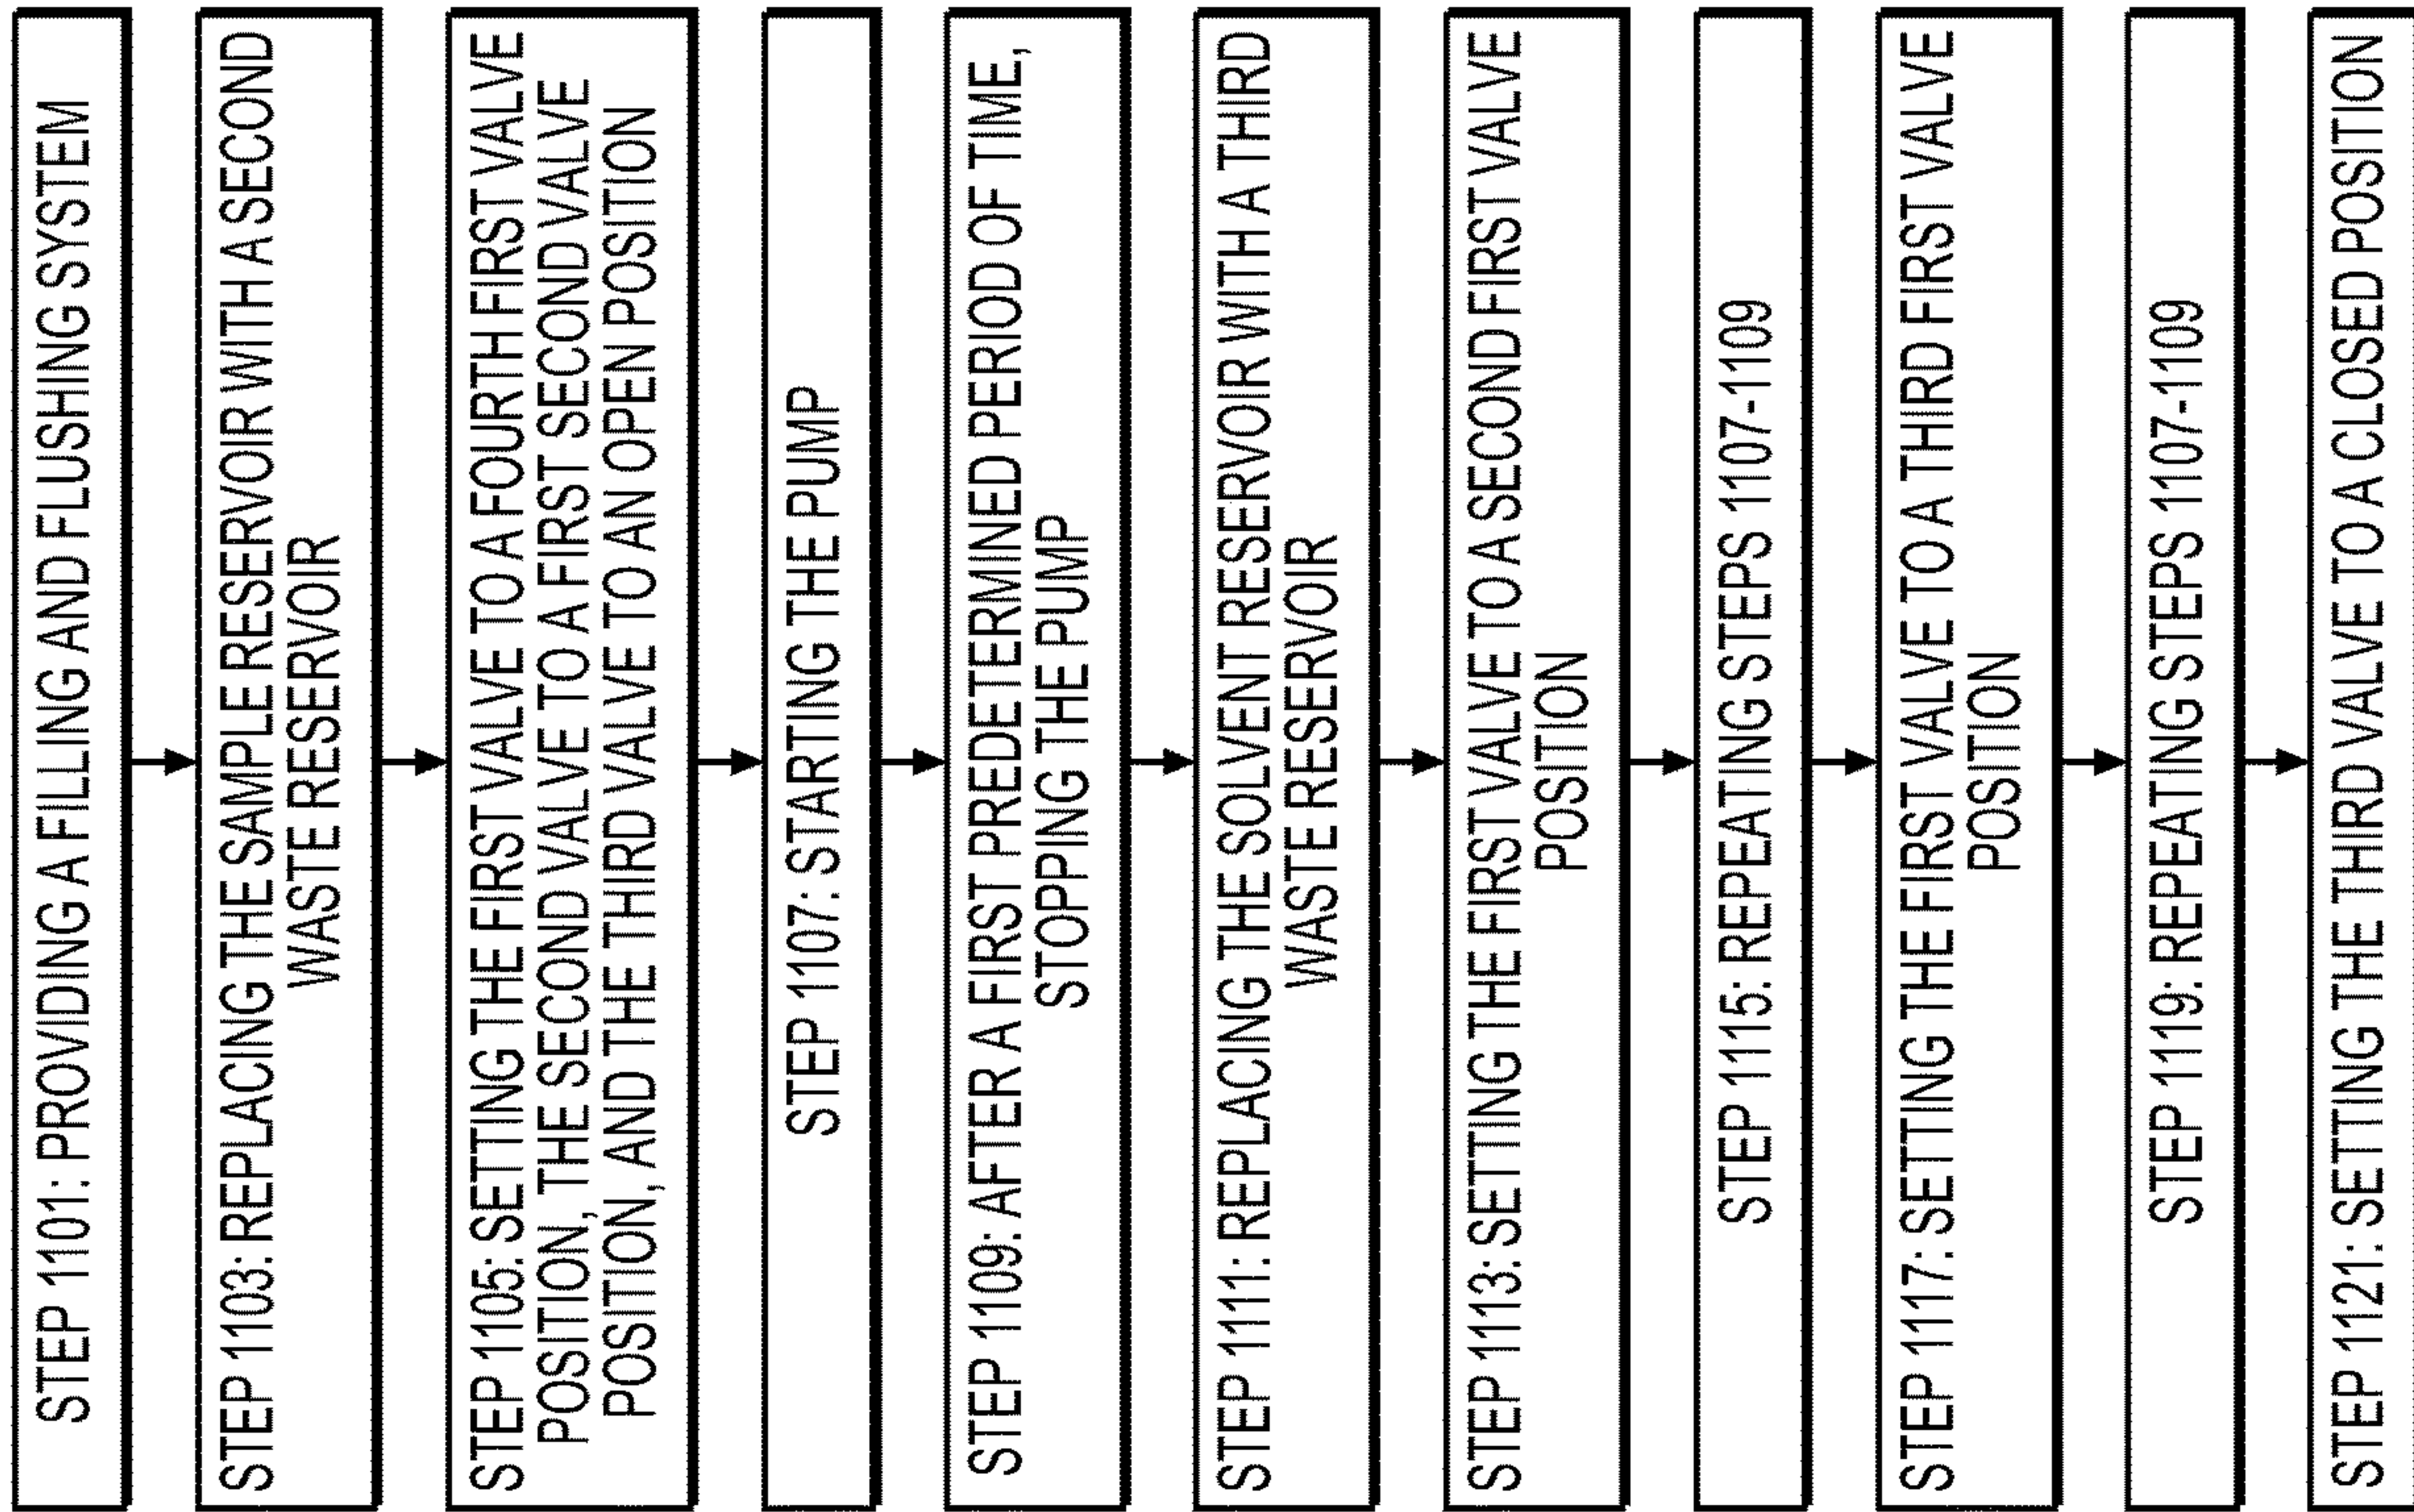 STEP 1101: PROVIDING A FILLING AND FLUSHING SYSTEM
STEP 1103: REPLACING THE SAMPLE RESERVOIR WITH A SECOND
WASTE RESERVOIR
STEP 1105: SETTING THE FIRST VALVE TO A FOURTH FIRST VALVE
POSITION, THE SECOND VALVE TO A FIRST SECOND VALVE
POSITION, AND THE THIRD VALVE TO AN OPEN POSITION
STEP 1107: STARTING THE PUMP
STEP 1109: AFTER A FIRST PREDETERMINED PERIOD OF TIME,
STOPPING THE PUMP
STEP 1111: REPLACING THE SOLVENT RESERVOIR WITH A THIRD
WASTE RESERVOIR
STEP 1113: SETTING THE FIRST VALVE TO A SECOND FIRST VALVE
POSITION
STEP 1115: REPEATING STEPS 1107-1109
STEP 1117: SETTING THE FIRST VALVE TO A THIRD FIRST VALVE
POSITION
STEP 1119: REPEATING STEPS 1107-1109
STEP 1121: SETTING THE THIRD VALVE TO A CLOSED POSITION